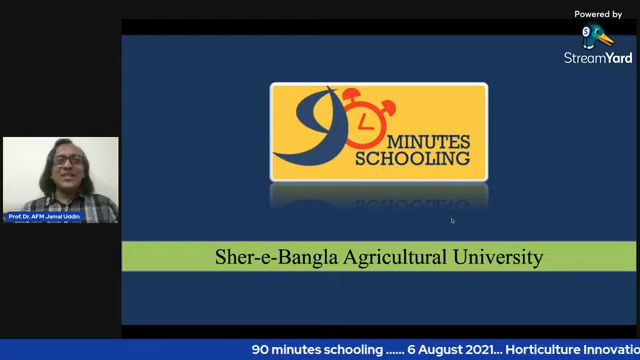 Powered by
StreamYard
90
MINUTES
SCHOOLING
Prof. Dr. AFM Jamal Uddin
Sher-e-Bangla Agricultural University
90 minutes schooling ...... 6 August 2021... Horticulture Innovatio